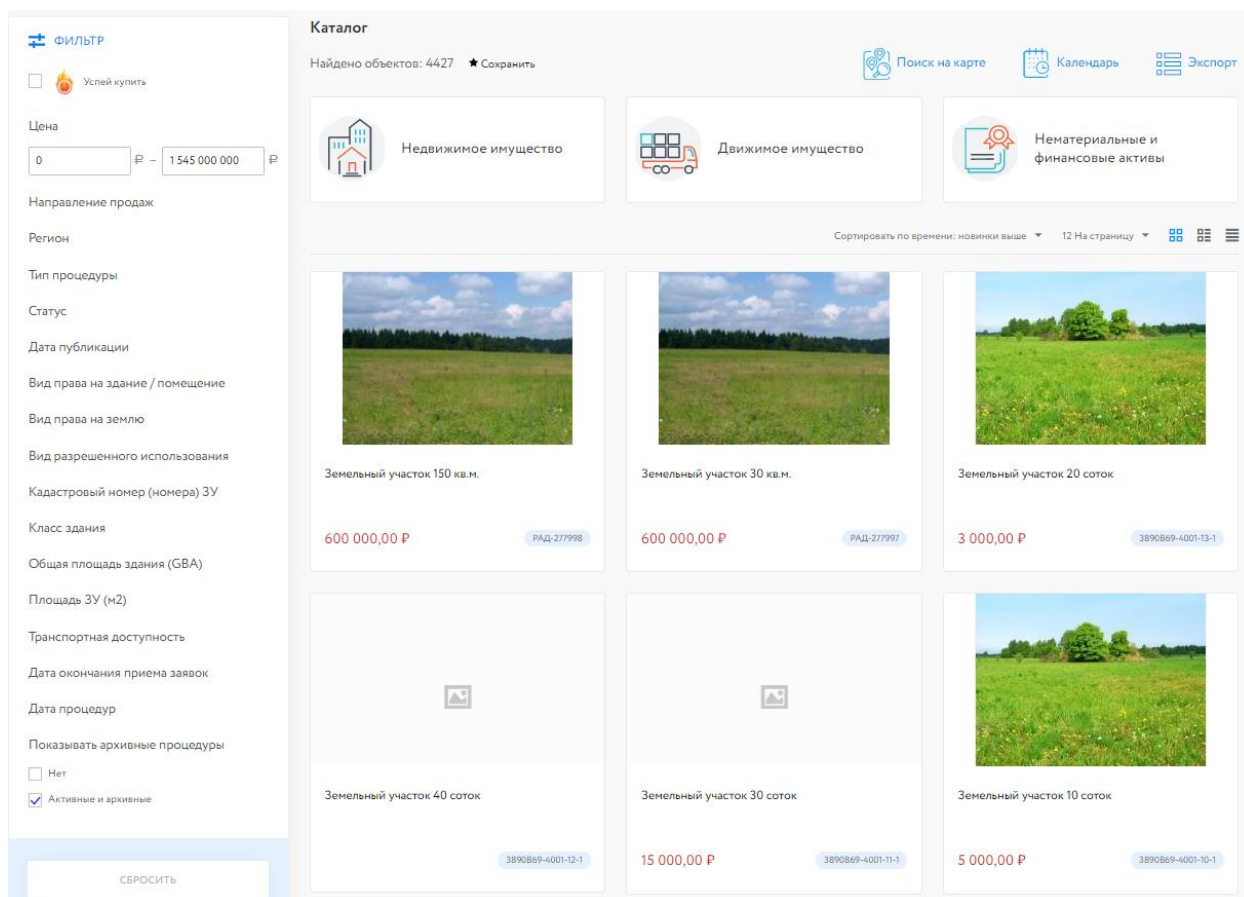 ФИЛЬТР
Успей купить
Цена
0 ₽ – 1 545 000 000 ₽
Направление продаж
Регион
Тип процедуры
Статус
Дата публикации
Вид права на здание / помещение
Вид права на землю
Вид разрешенного использования
Кадастровый номер (номера) ЗУ
Класс здания
Общая площадь здания (GBA)
Площадь ЗУ (м2)
Транспортная доступность
Дата окончания приема заявок
Дата процедур
Показывать архивные процедуры
Нет
Активные и архивные
СБРОСИТЬ
Каталог
Найдено объектов: 4427 ★ Сохранить
Поиск на карте Календарь Экспорт
Недвижимое имущество
Движимое имущество
Нематериальные и
финансовые активы
Сортировать по времени: новинки выше 12 На страницу
Земельный участок 150 кв.м.
600 000,00 ₽ РАД-277998
Земельный участок 30 кв.м.
600 000,00 ₽ РАД-277997
Земельный участок 20 соток
3 000,00 ₽ 3890869-4001-13-1
Земельный участок 40 соток
3890869-4001-12-1
Земельный участок 30 соток
15 000,00 ₽ 3890869-4001-11-1
Земельный участок 10 соток
5 000,00 ₽ 3890869-4001-10-1